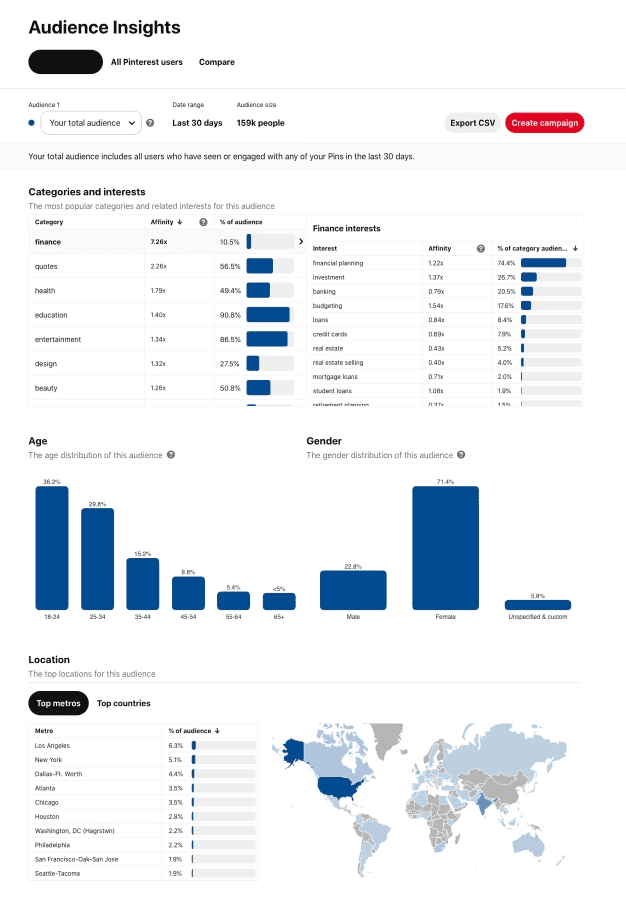 Audience Insights
All Pinterest users Compare
Audience 1 Date range Audience size
Your total audience Last 30 days 159k people Export CSV Create campaign
Your total audience includes all users who have seen or engaged with any of your Pins in the last 30 days.
Categories and interests
The most popular categories and related interests for this audience
Category Affinity % of audience
finance 7.26x 10.5%
quotes 2.26x 56.5%
health 1.79x 49.4%
education 1.40x 90.8%
entertainment 1.34x 86.5%
design 1.32x 27.5%
beauty 1.26x 50.8%
Finance interests
Interest Affinity % of category audien...
financial planning 1.22x 74.4%
investment 1.37x 26.7%
banking 0.79x 20.5%
budgeting 1.54x 17.6%
loans 0.84x 8.4%
credit cards 0.69x 7.9%
real estate 0.43x 5.2%
real estate selling 0.40x 4.0%
mortgage loans 0.71x 2.0%
student loans 1.08x 1.9%
retirement planning 0.37x 1.5%
Age
The age distribution of this audience
36.2%
29.8%
15.2%
9.8%
5.4%
<5%
18-24 25-34 35-44 45-54 55-64 65+
Gender
The gender distribution of this audience
71.4%
22.8%
5.8%
Male Female Unspecified & custom
Location
The top locations for this audience
Top metros Top countries
Metro % of audience
Los Angeles 6.3%
New York 5.1%
Dallas-Ft. Worth 4.4%
Atlanta 3.5%
Chicago 3.5%
Houston 2.8%
Washington, DC (Hagrstwn) 2.2%
Philadelphia 2.2%
San Francisco-Oak-San Jose 1.9%
Seattle-Tacoma 1.9%